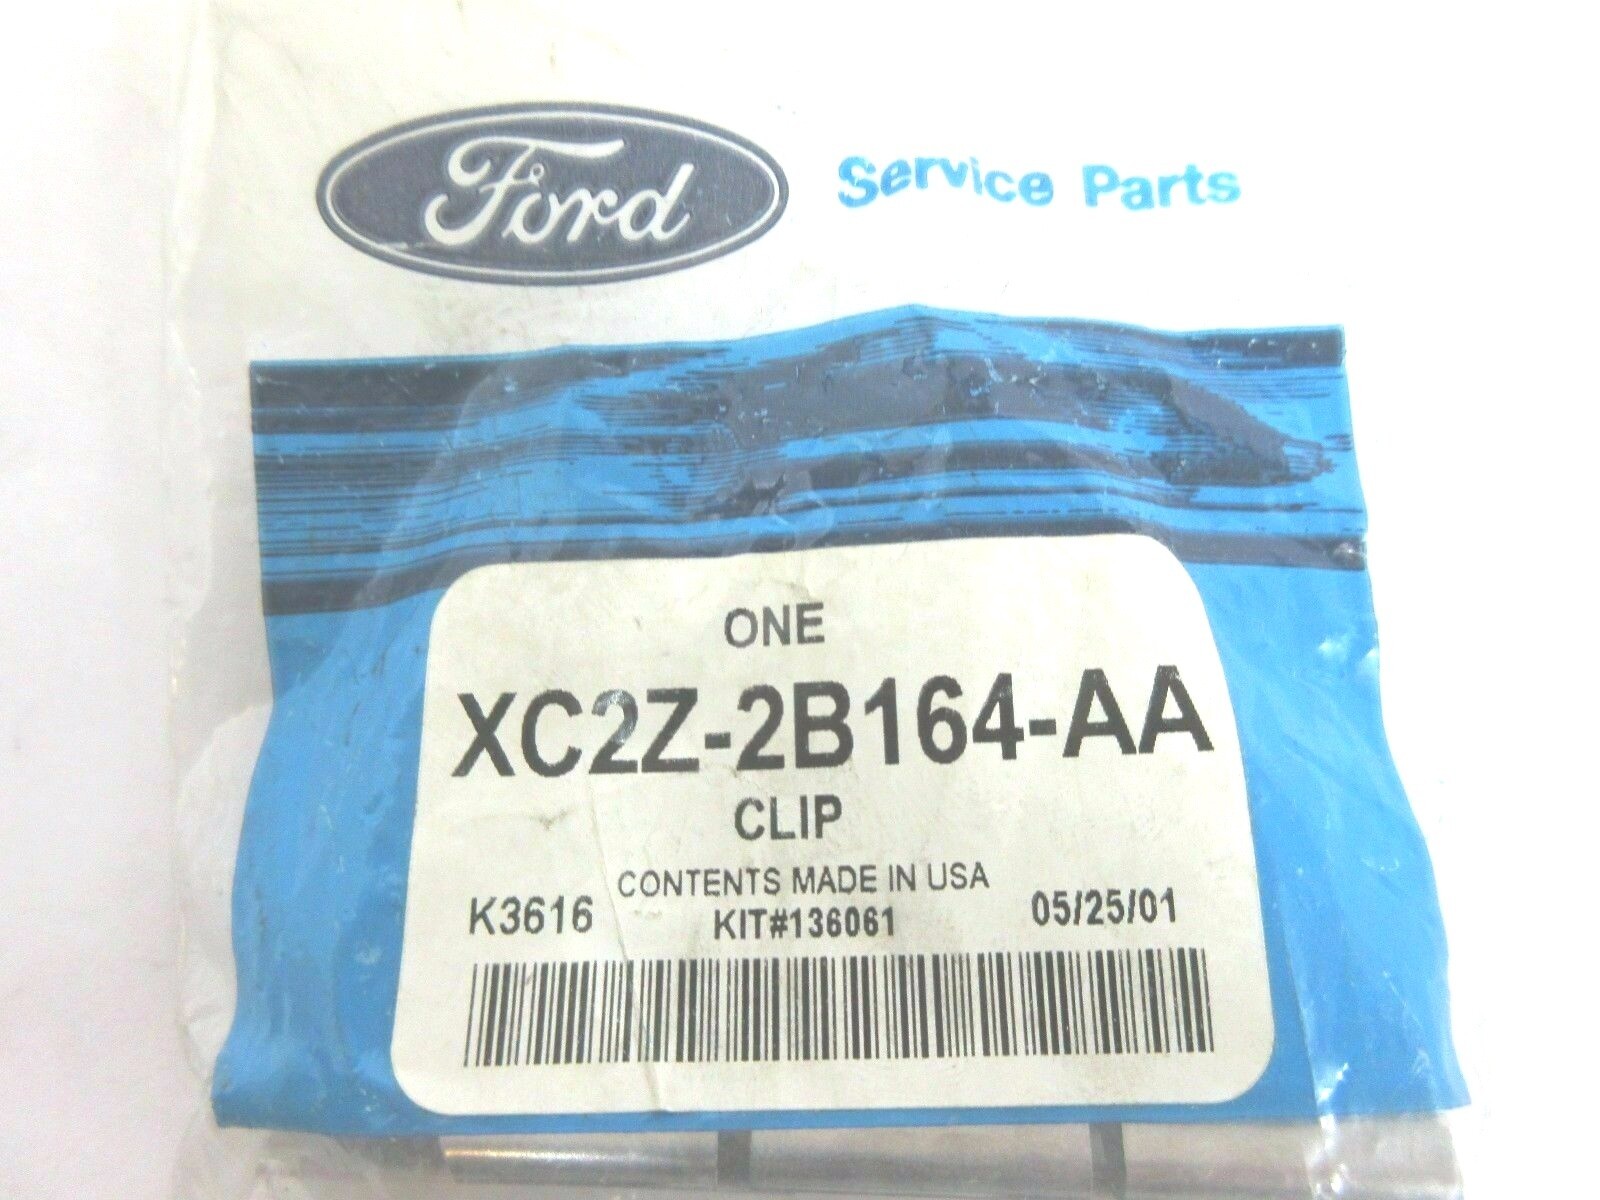 Ford Service Parts
ONE
XC2Z-2B164-AA
CLIP
CONTENTS MADE IN USA
K3616 KIT#136061 05/25/01